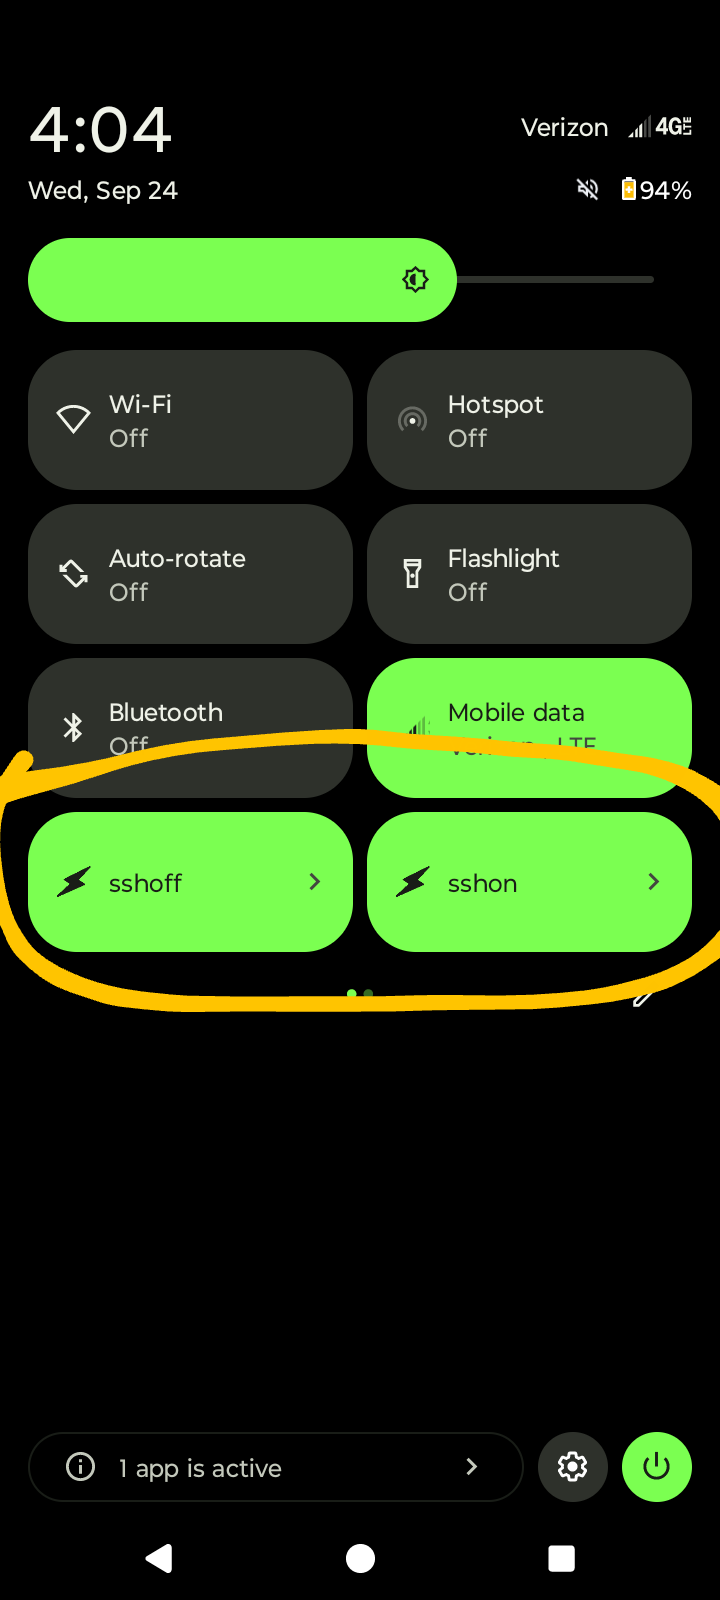 4:04
Verizon 4G LTE
Wed, Sep 24
94%
Wi-Fi
Off
Hotspot
Off
Auto-rotate
Off
Flashlight
Off
Bluetooth
Off
Mobile data
Verizon, LTE
sshoff
sshon
1 app is active